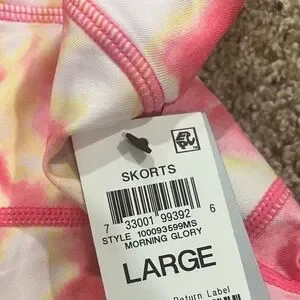 SKORTS
7 33001 99392 6
STYLE 100093599MS
MORNING GLORY
LARGE
Return Label